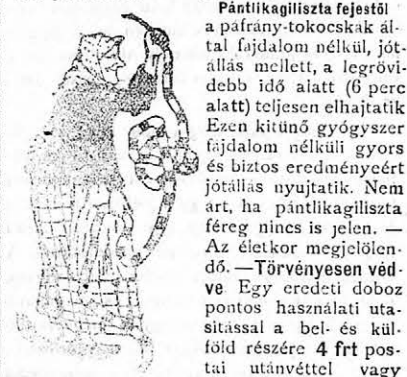 Pántlikagiliszta fejestől
a páfrány-tokocskák ál-
tal fajdalom nélkül, jót-
állás mellett, a legrövi-
debb idő alatt (6 perc
alatt) teljesen elhajtatik
Ezen kitünő gyógyszer
fájdalom nélküli gyors
és biztos eredményeért
jótállás nyujtatik. Nem
árt, ha pántlikagiliszta
féreg nincs is jelen. —
Az életkor megjelölen-
dő. —Törvényesen véd-
ve Egy eredeti doboz
pontos használati uta-
sitással a bel- és kül-
föld részére 4 frt pos-
tai utánvéttel vagy